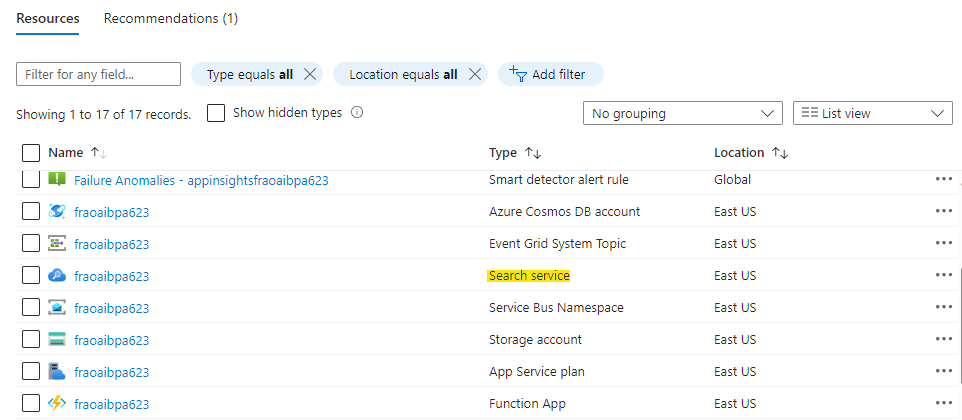 Resources Recommendations (1)
Filter for any field... Type equals all Location equals all Add filter
Showing 1 to 17 of 17 records. Show hidden types No grouping List view
Name Type Location
Failure Anomalies - appinsightsfraoaibpa623 Smart detector alert rule Global
fraoaibpa623 Azure Cosmos DB account East US
fraoaibpa623 Event Grid System Topic East US
fraoaibpa623 Search service East US
fraoaibpa623 Service Bus Namespace East US
fraoaibpa623 Storage account East US
fraoaibpa623 App Service plan East US
fraoaibpa623 Function App East US